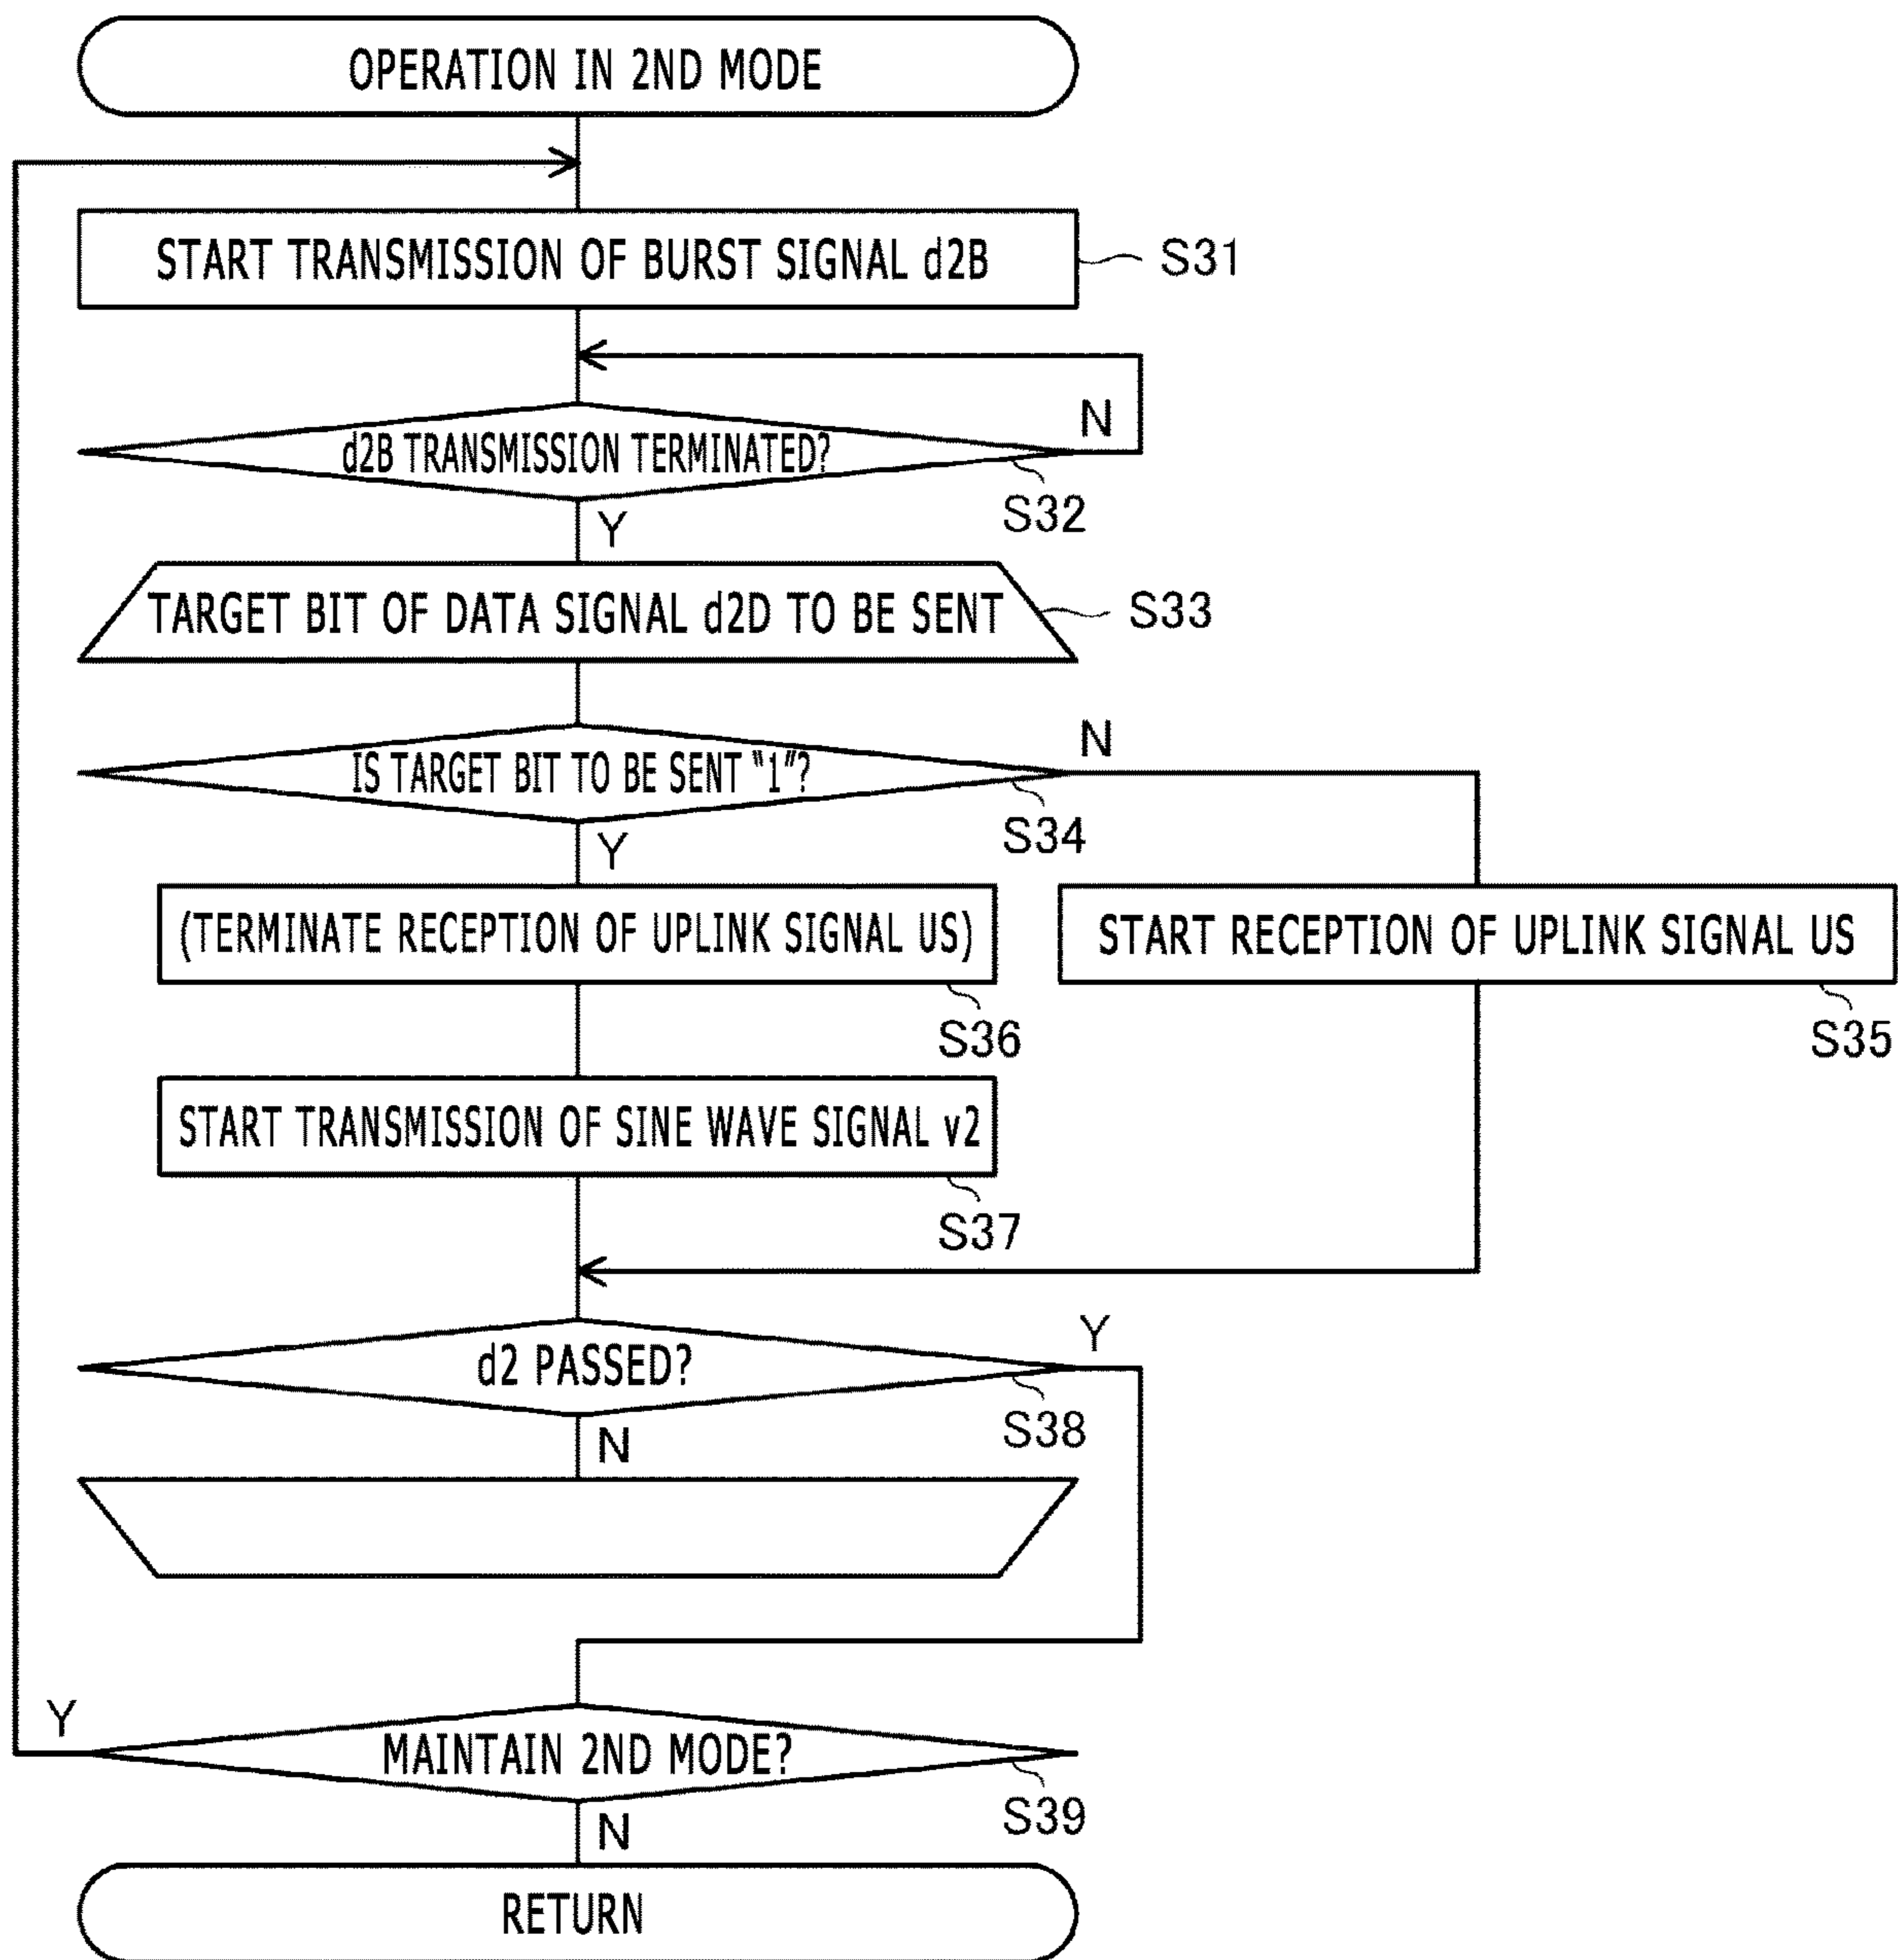 OPERATION IN 2ND MODE
START TRANSMISSION OF BURST SIGNAL d2B
S31
N
d2B TRANSMISSION TERMINATED?
S32
Y
TARGET BIT OF DATA SIGNAL d2D TO BE SENT
S33
N
IS TARGET BIT TO BE SENT "1"?
S34
Y
(TERMINATE RECEPTION OF UPLINK SIGNAL US)
START RECEPTION OF UPLINK SIGNAL US
S36
S35
START TRANSMISSION OF SINE WAVE SIGNAL v2
S37
Y
d2 PASSED?
S38
N
Y
MAINTAIN 2ND MODE?
S39
N
RETURN